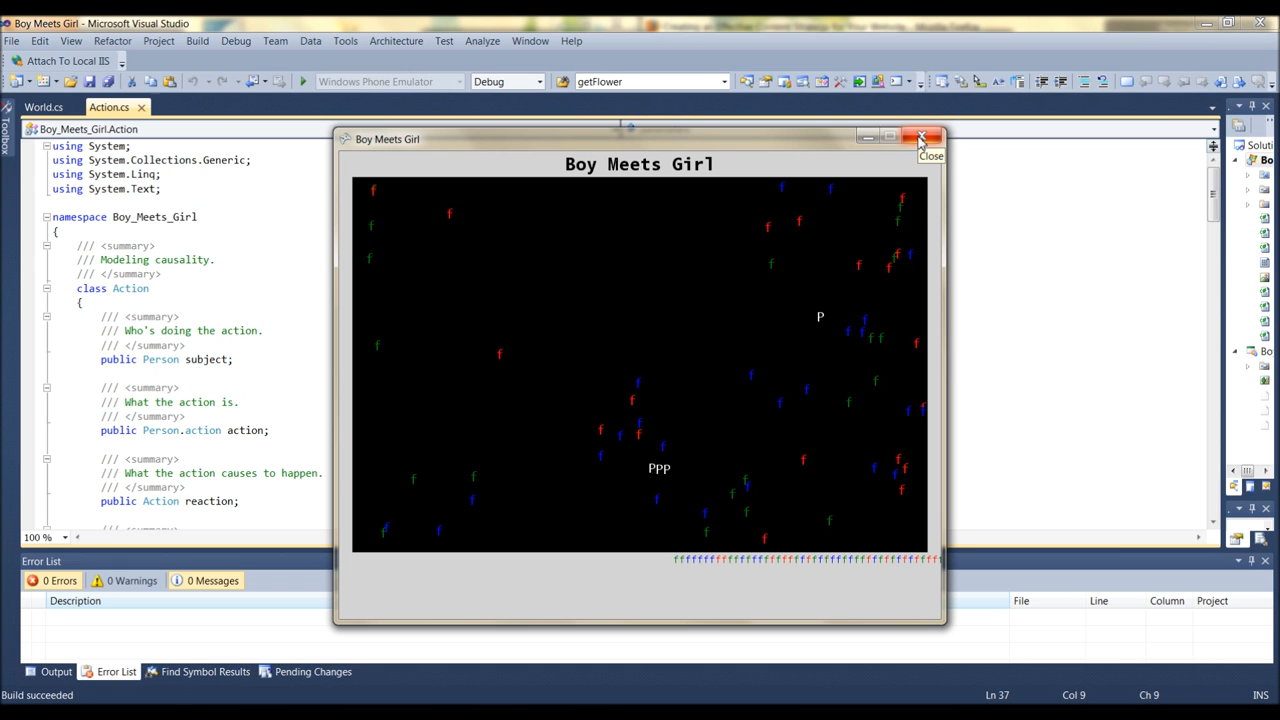 Boy Meets Girl - Microsoft Visual Studio
File Edit View Refactor Project Build Debug Team Data Tools Architecture Test Analyze Window Help
Attach To Local IIS
Windows Phone Emulator Debug getFlower
World.cs Action.cs
Toolbox
Boy_Meets_Girl.Action
using System;
using System.Collections.Generic;
using System.Linq;
using System.Text;
namespace Boy_Meets_Girl
{
/// <summary>
/// Modeling causality.
/// </summary>
class Action
{
/// <summary>
/// Who's doing the action.
/// </summary>
public Person subject;
/// <summary>
/// What the action is.
/// </summary>
public Person.action action;
/// <summary>
/// What the action causes to happen.
/// </summary>
public Action reaction;
/// <summary>
100 %
Boy Meets Girl
Close
Boy Meets Girl
P
PPP
Soluti
Bo
Bo
Error List
0 Errors 0 Warnings 0 Messages
Description File Line Column Project
Output Error List Find Symbol Results Pending Changes
Build succeeded Ln 37 Col 9 Ch 9 INS